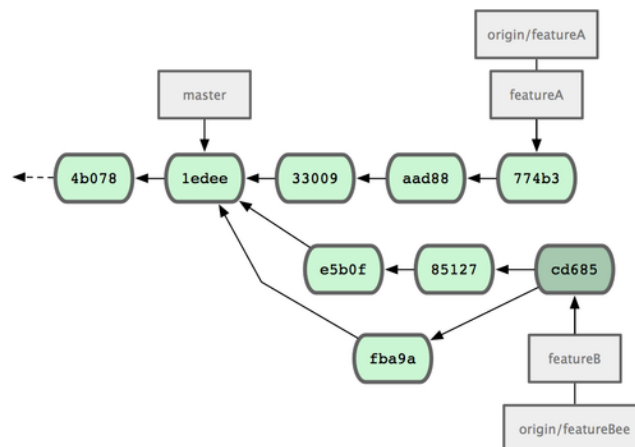 origin/featureA
master
featureA
4b078
1edee
33009
aad88
774b3
e5b0f
85127
cd685
fba9a
featureB
origin/featureBee